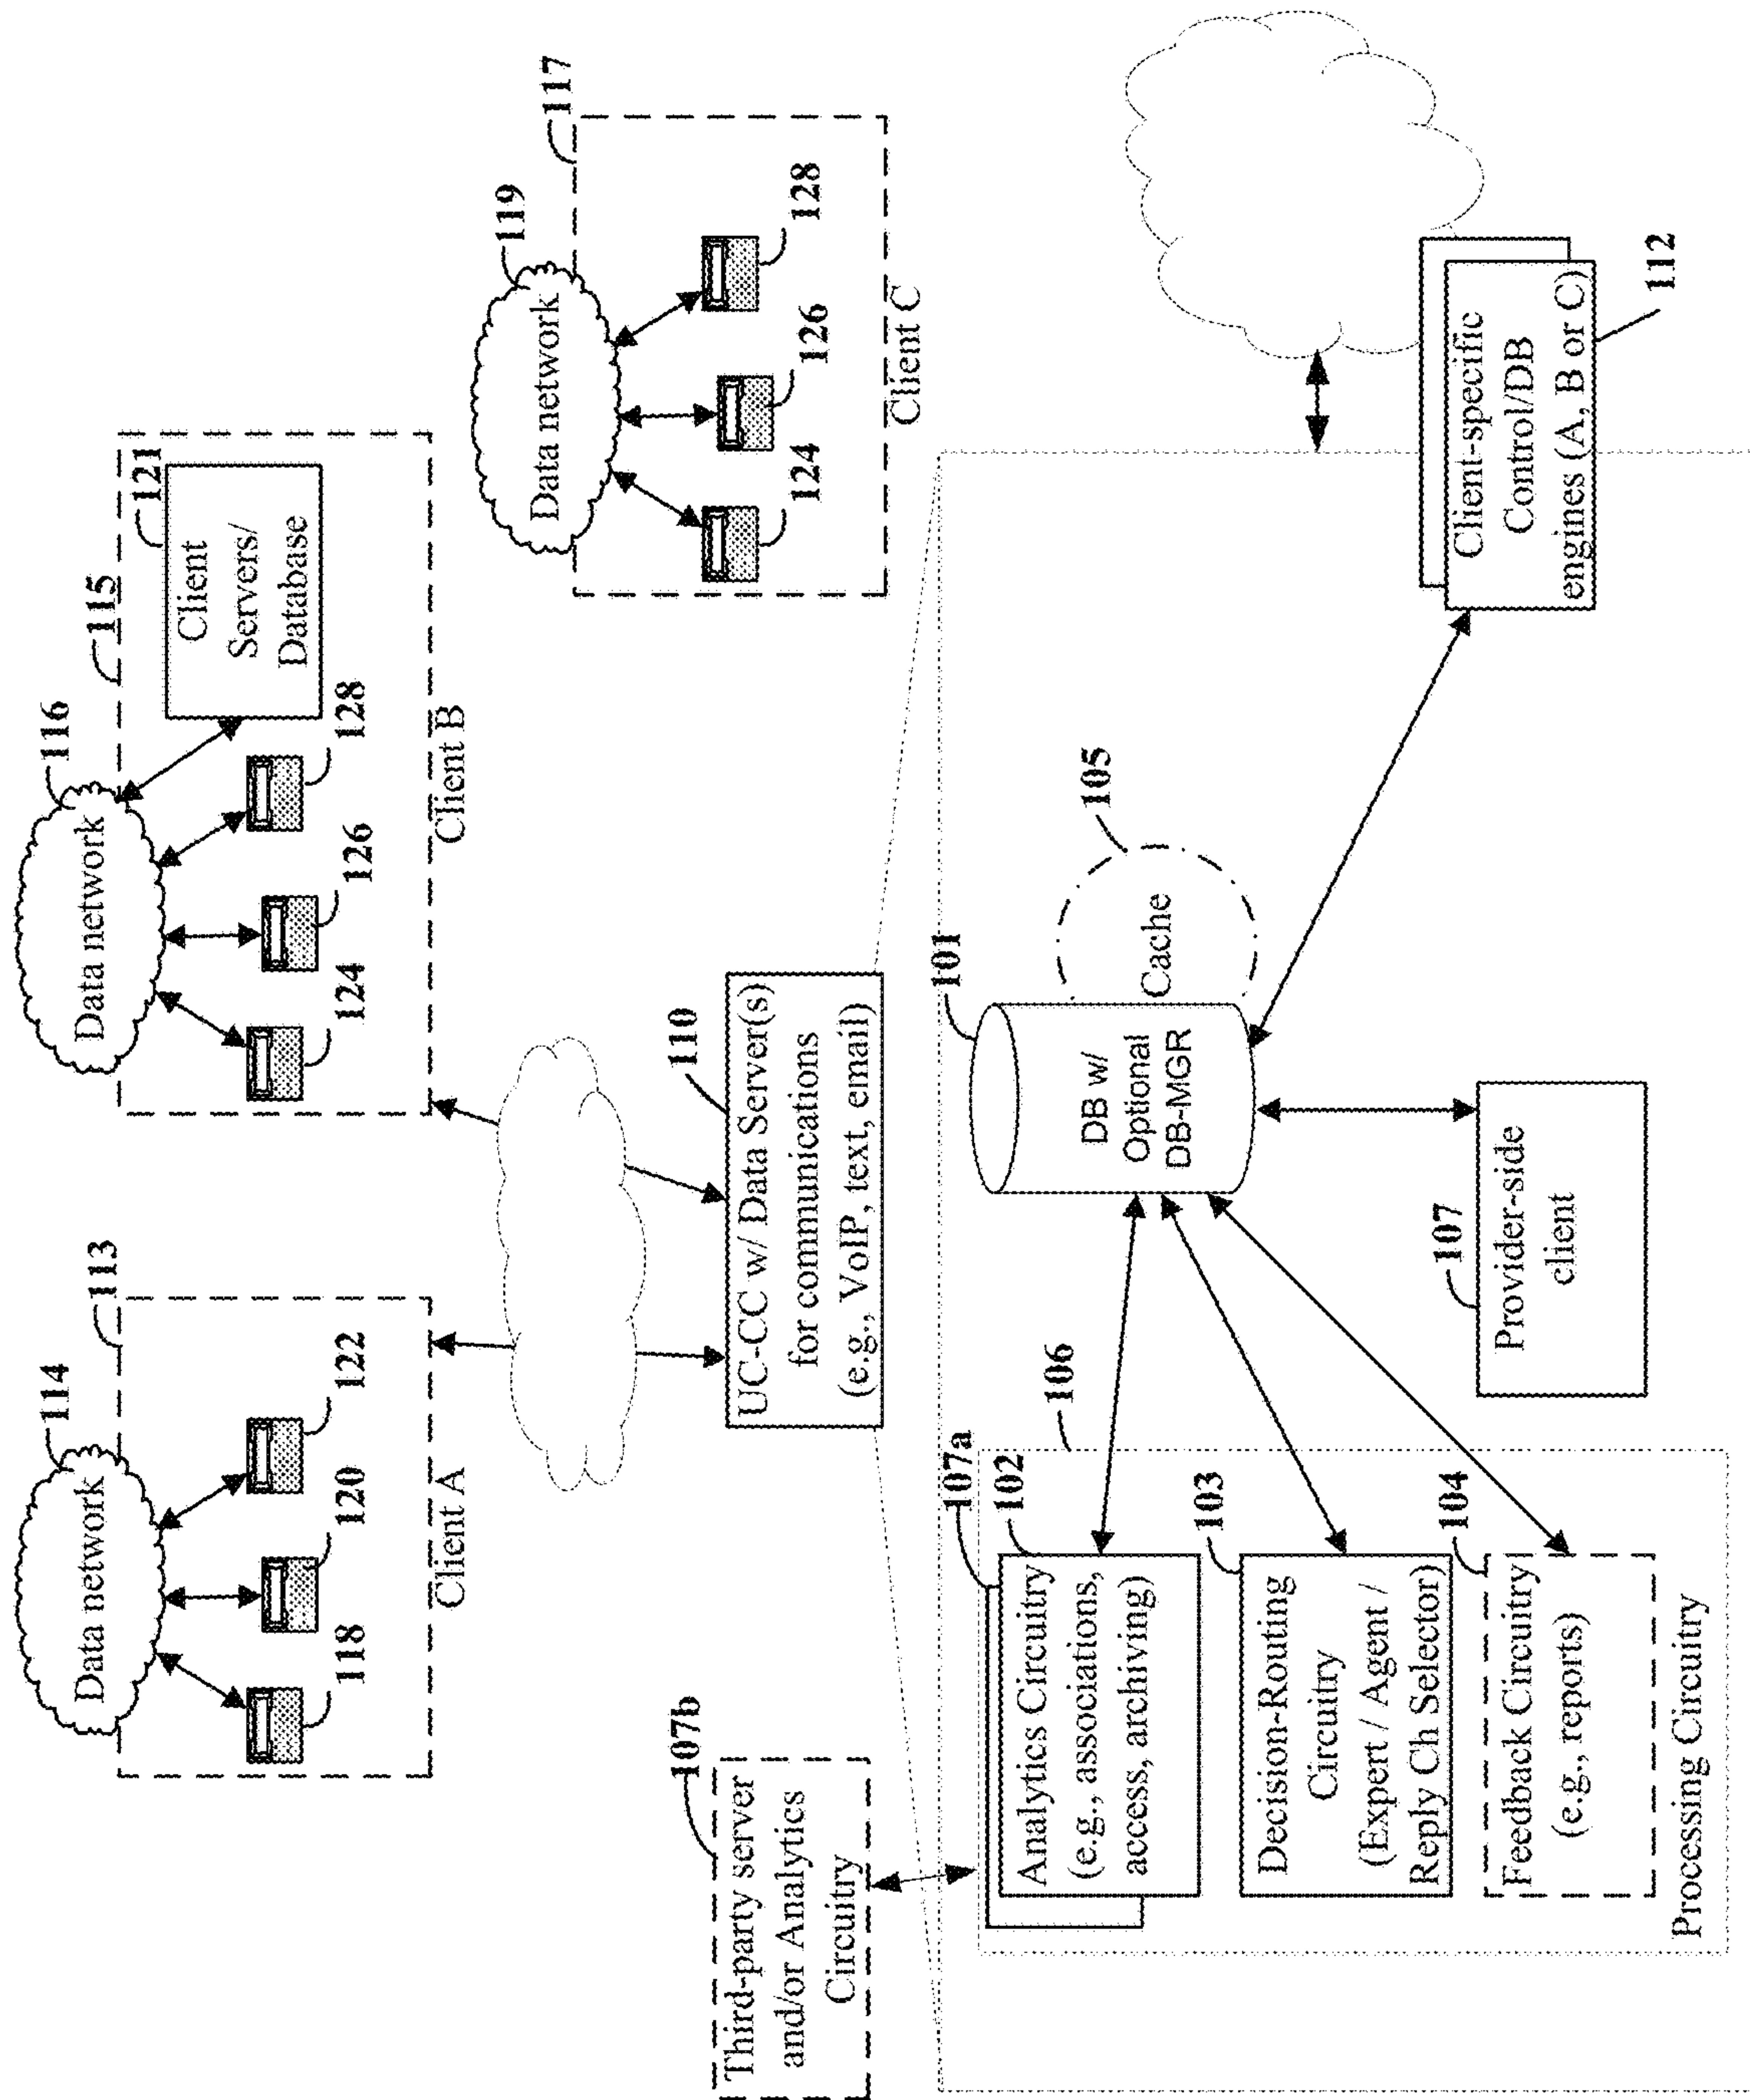 114
Data network
113
118
120
122
Client A
116
Data network
115
121
Client
Servers/
Database
124
126
128
Client B
119
Data network
117
124
126
128
Client C
110
UC-CC w/ Data Server(s)
for communications
(e.g., VoIP, text, email)
107b
Third-party server
and/or Analytics
Circuitry
107a
102
Analytics Circuitry
(e.g., associations,
access, archiving)
106
103
Decision-Routing
Circuitry
(Expert / Agent /
Reply Ch Selector)
104
Feedback Circuitry
(e.g., reports)
Processing Circuitry
101
DB w/
Optional
DB-MGR
105
Cache
107
Provider-side
client
Client-specific
Control/DB
engines (A, B or C)
112